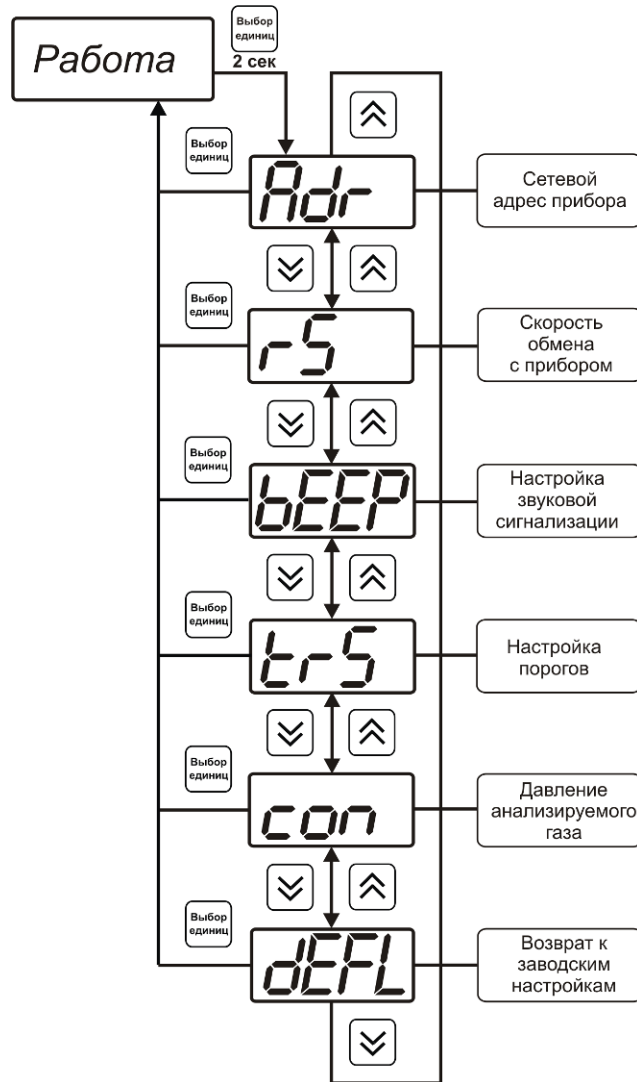 Выбор
единиц
2 сек
Работа
Выбор
единиц
Adr
Сетевой
адрес прибора
Выбор
единиц
rS
Скорость
обмена
с прибором
Выбор
единиц
bEEP
Настройка
звуковой
сигнализации
Выбор
единиц
trS
Настройка
порогов
Выбор
единиц
con
Давление
анализируемого
газа
Выбор
единиц
dEFL
Возврат к
заводским
настройкам